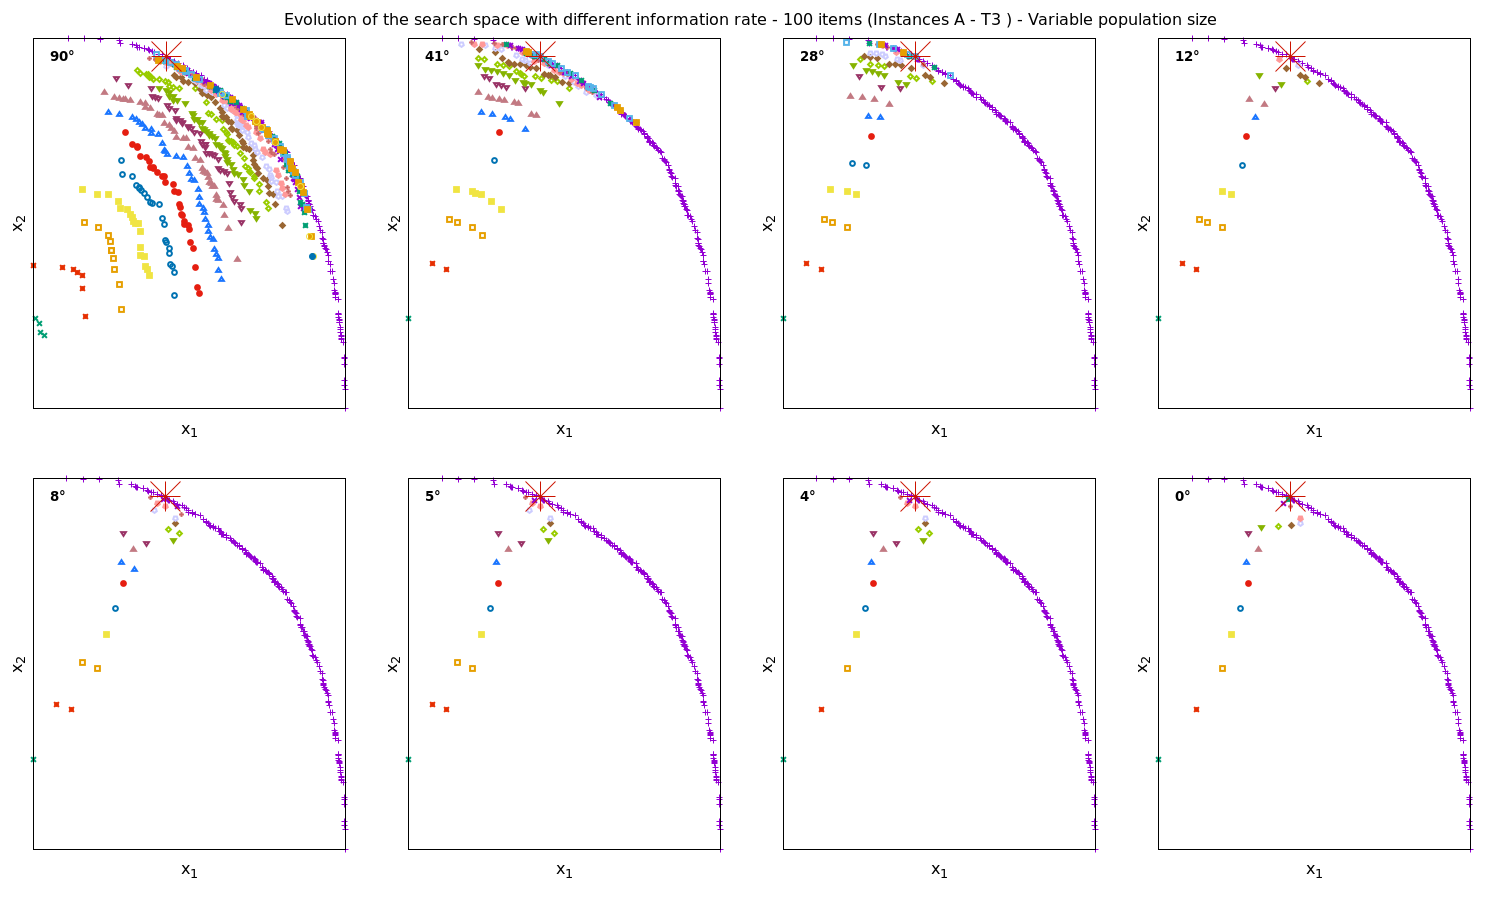 Evolution of the search space with different information rate - 100 items (Instances A - T3 ) - Variable population size
90°
41°
28°
12°
x2
x2
x2
x2
x1
x1
x1
x1
8°
5°
4°
0°
x2
x2
x2
x2
x1
x1
x1
x1